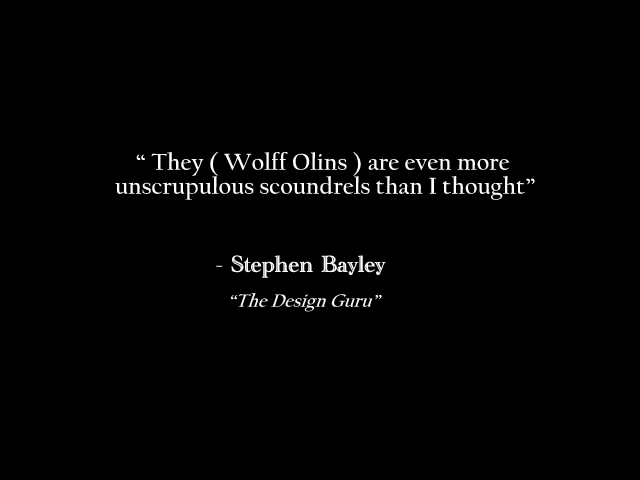 “ They ( Wolff Olins ) are even more
unscrupulous scoundrels than I thought”
- Stephen Bayley
“The Design Guru”